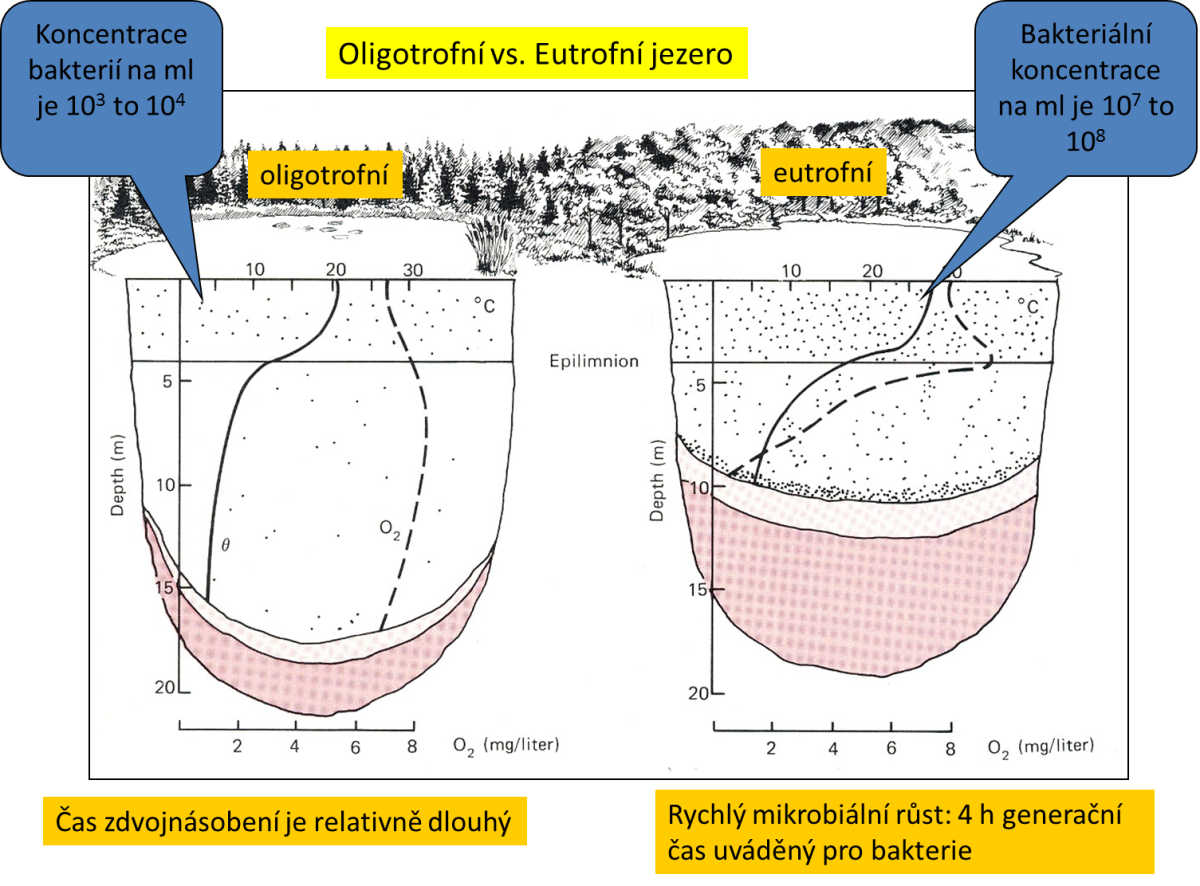 Koncentrace
bakterií na ml
je 10³ to 10⁴
Oligotrofní vs. Eutrofní jezero
Bakteriální
koncentrace
na ml je 10⁷ to
10⁸
oligotrofní
eutrofní
10 20 30
°C
Epilimnion
5
Depth (m)
10
O₂
θ
15
20
2 4 6 8 O₂ (mg/liter)
10 20
°C
5
Depth (m)
10
15
20
2 4 6 8 O₂ (mg/liter)
Čas zdvojnásobení je relativně dlouhý
Rychlý mikrobiální růst: 4 h generační
čas uváděný pro bakterie